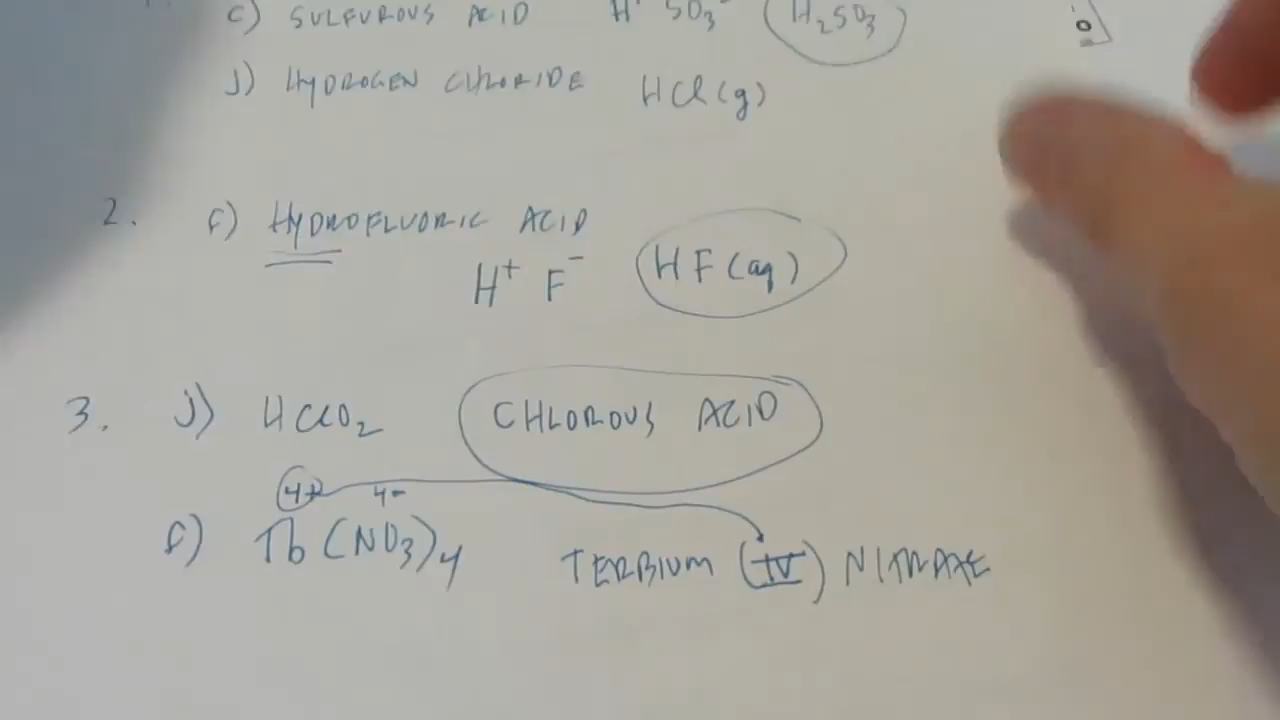 c) SULFUROUS ACID H⁺ SO₃⁻ H₂SO₃
J) HYDROGEN CHLORIDE HCl(g)
2. F) HYDROFLUORIC ACID
H⁺ F⁻ HF(aq)
3. J) HClO₂ CHLOROUS ACID
4+ 4-
F) Tb(NO₃)₄ TERBIUM (IV) NITRATE